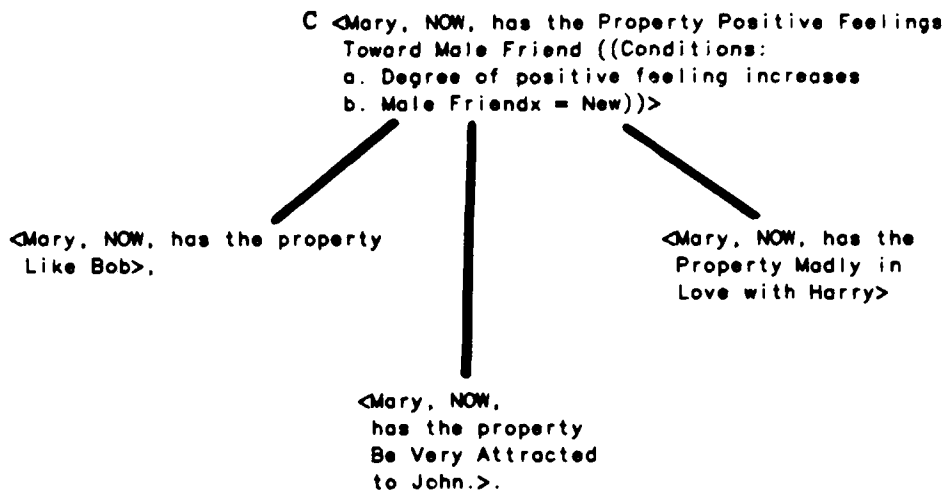 C <Mary, NOW, has the Property Positive Feelings
Toward Male Friend ((Conditions:
a. Degree of positive feeling increases
b. Male Friendx = New))>
<Mary, NOW, has the property
Like Bob>,
<Mary, NOW, has the
Property Madly in
Love with Harry>
<Mary, NOW,
has the property
Be Very Attracted
to John.>.